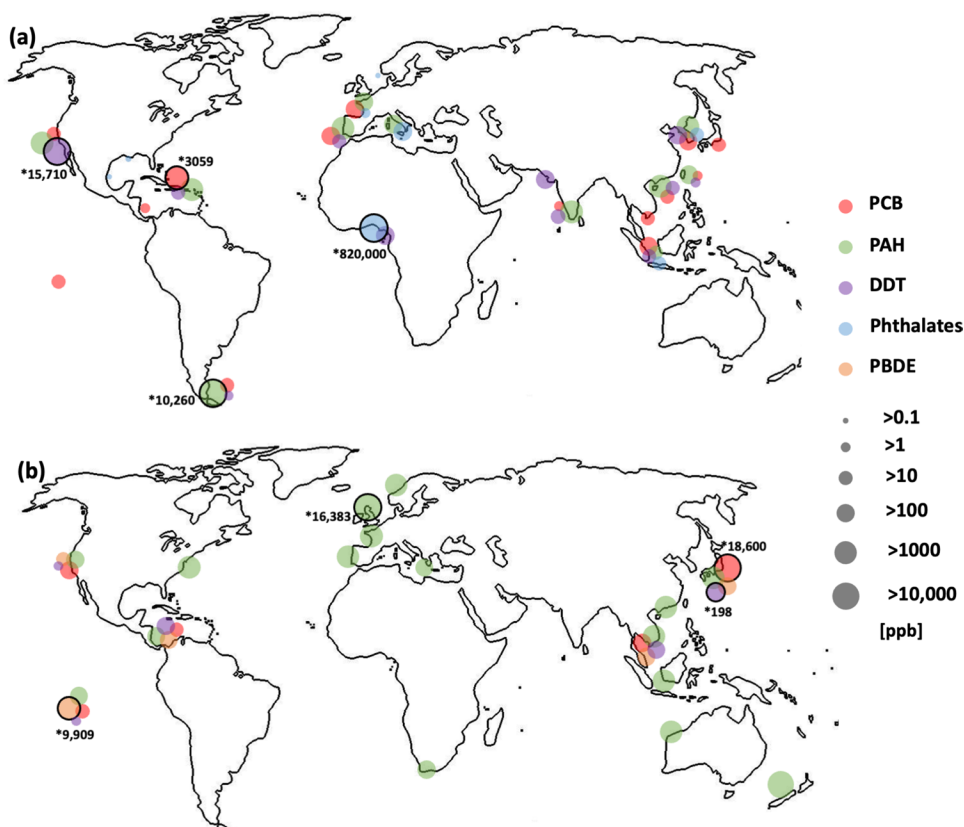 (a)
*15,710
*3059
*820,000
*10,260
PCB
PAH
DDT
Phthalates
PBDE
>0.1
>1
>10
>100
>1000
>10,000
[ppb]
(b)
*16,383
*18,600
*198
*9,909